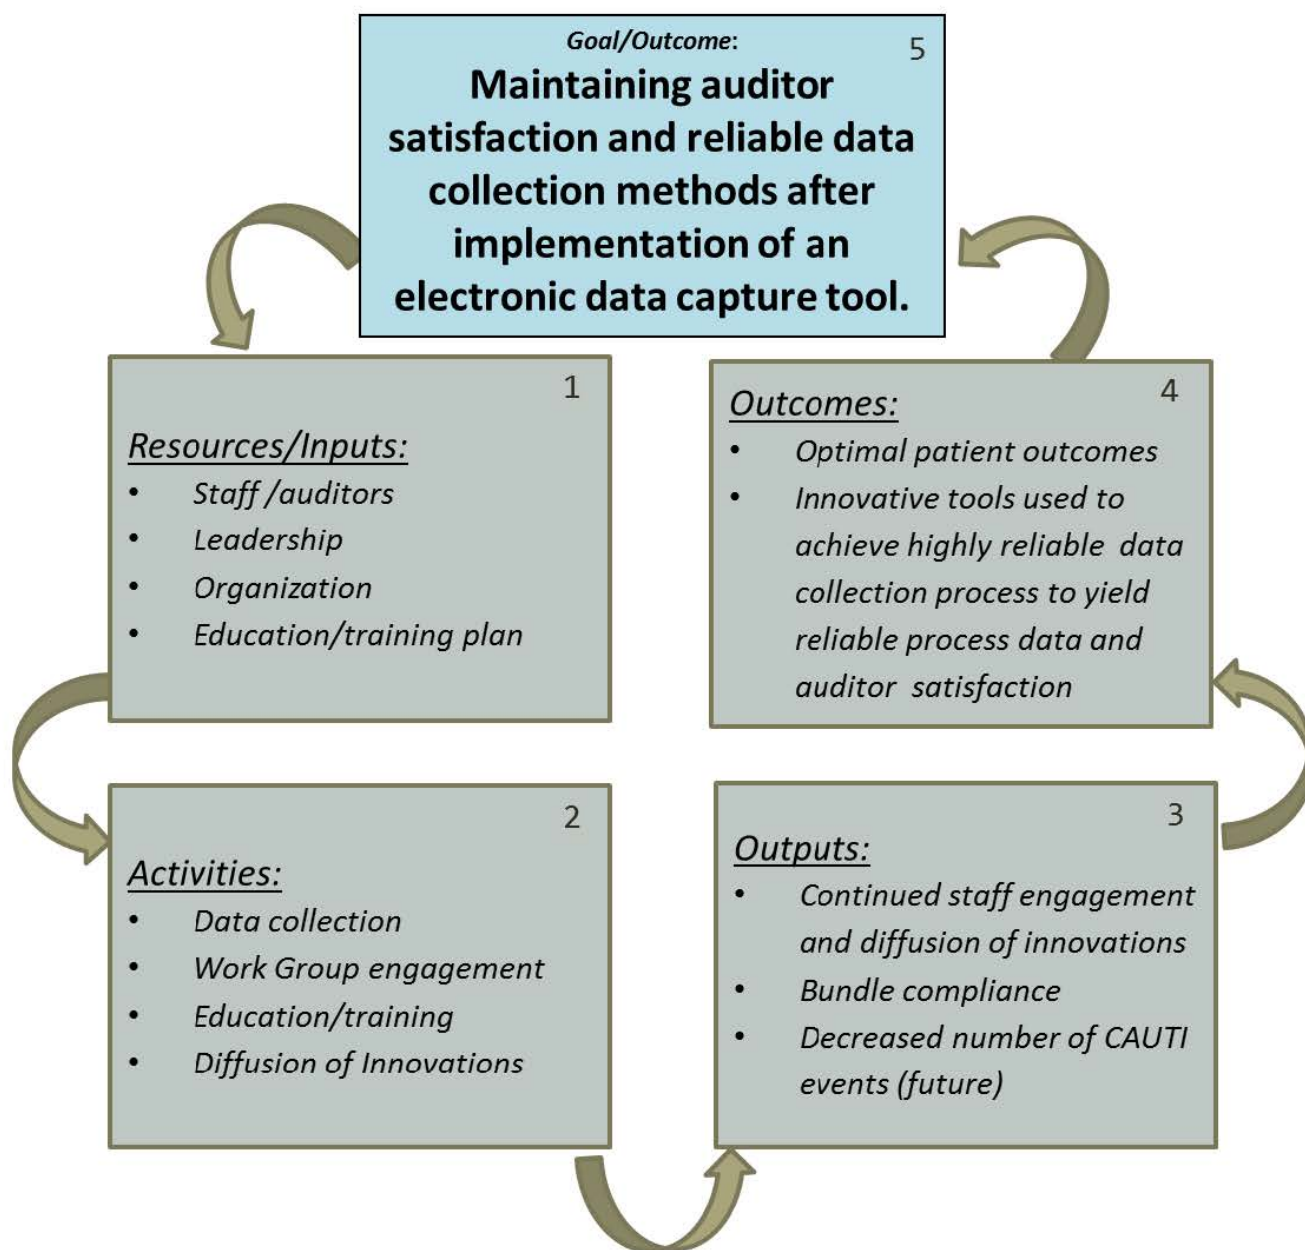 Goal/Outcome:
5
Maintaining auditor
satisfaction and reliable data
collection methods after
implementation of an
electronic data capture tool.
1
Resources/Inputs:
• Staff /auditors
• Leadership
• Organization
• Education/training plan
2
Activities:
• Data collection
• Work Group engagement
• Education/training
• Diffusion of Innovations
3
Outputs:
• Continued staff engagement
and diffusion of innovations
• Bundle compliance
• Decreased number of CAUTI
events (future)
4
Outcomes:
• Optimal patient outcomes
• Innovative tools used to
achieve highly reliable data
collection process to yield
reliable process data and
auditor satisfaction